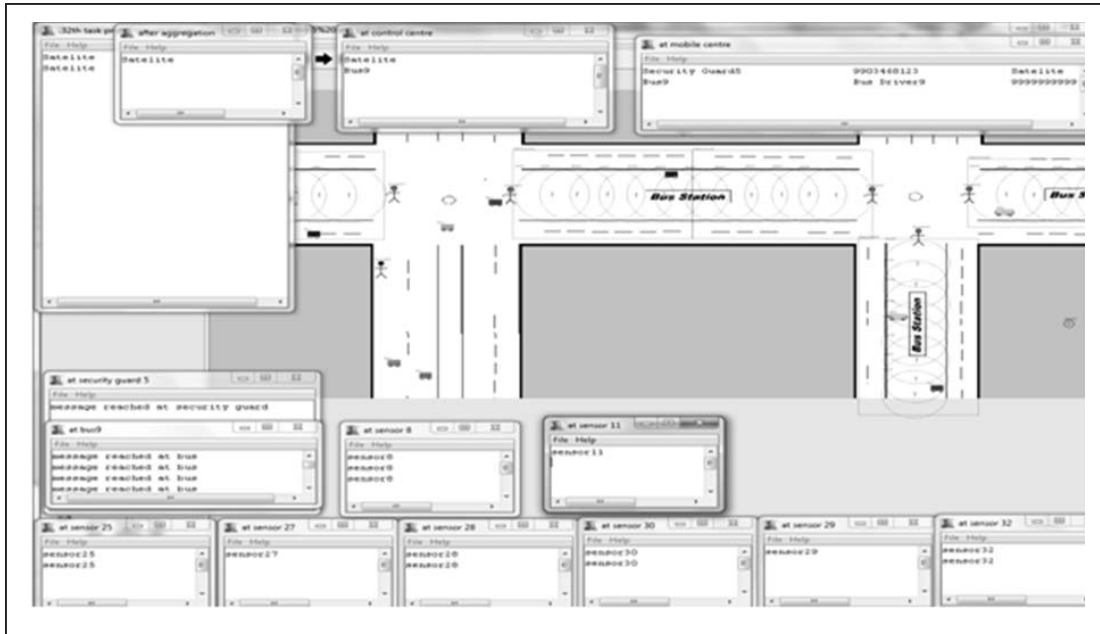 32th task pr
File Help
Satelite
Satelite
after aggregation
File Help
Satelite
at control centre
File Help
Satelite
Bus9
at mobile centre
File Help
Security Guard5 9903468123 Satelite
Bus9 Bus Driver9 9999999999
Bus Station
Bus S
Bus Station
at security guard 5
File Help
message reached at security guard
at bus9
File Help
message reached at bus
message reached at bus
message reached at bus
message reached at bus
at sensor 8
File Help
sensor8
sensor8
sensor8
at sensor 11
File Help
sensor11
at sensor 25
File Help
sensor25
sensor25
at sensor 27
File Help
sensor27
at sensor 28
File Help
sensor28
sensor28
at sensor 30
File Help
sensor30
sensor30
at sensor 29
File Help
sensor29
at sensor 32
File Help
sensor32
sensor32